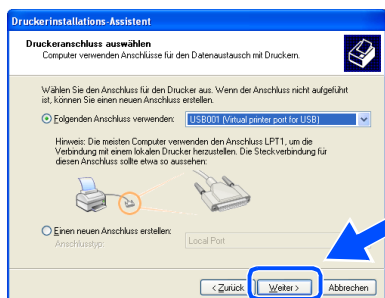 Druckerinstallations-Assistent
Druckeranschluss auswählen
Computer verwenden Anschlüsse für den Datenaustausch mit Druckern.
Wählen Sie den Anschluss für den Drucker aus. Wenn der Anschluss nicht aufgeführt
ist, können Sie einen neuen Anschluss erstellen.
Folgenden Anschluss verwenden: USB001 (Virtual printer port for USB)
Hinweis: Die meisten Computer verwenden den Anschluss LPT1, um die
Verbindung mit einem lokalen Drucker herzustellen. Die Steckverbindung für
diesen Anschluss sollte etwa so aussehen:
Einen neuen Anschluss erstellen:
Anschlusstyp: Local Port
< Zurück Weiter > Abbrechen